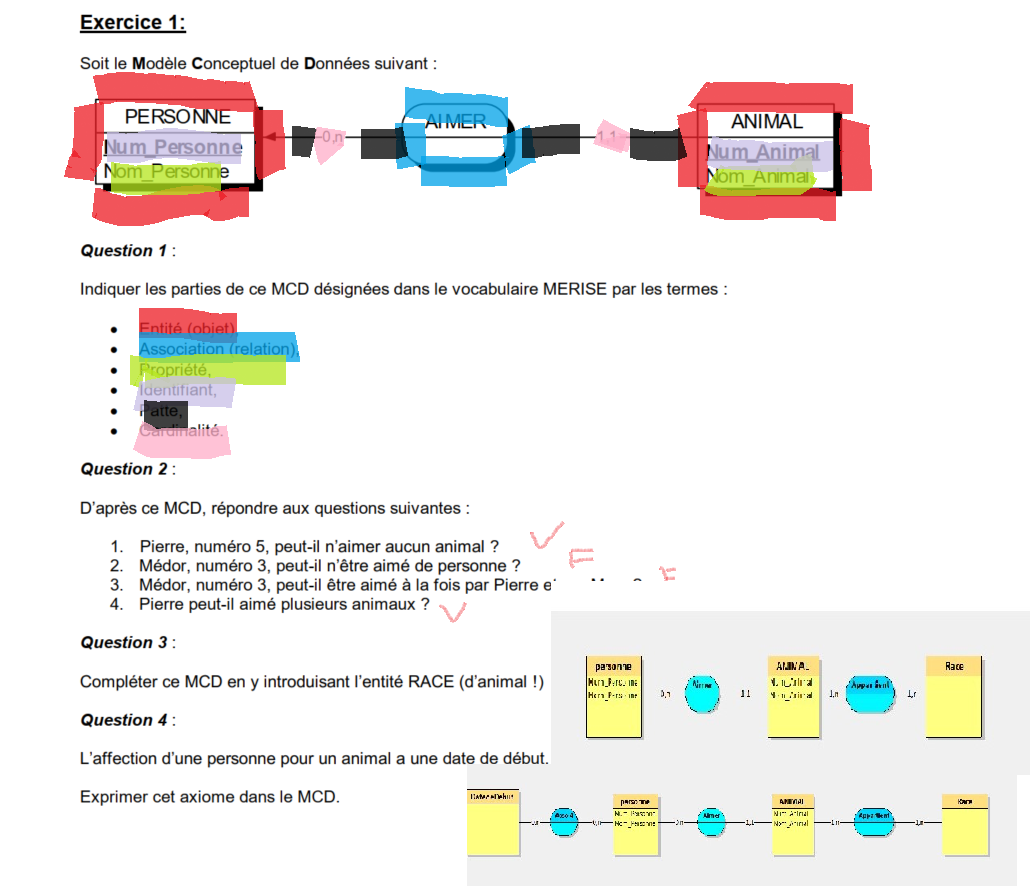 Exercice 1:
Soit le Modèle Conceptuel de Données suivant :
PERSONNE
AIMER
ANIMAL
Num_Personne
0,n
1,1
Num_Animal
Nom_Personne
Nom_Animal
Question 1 :
Indiquer les parties de ce MCD désignées dans le vocabulaire MERISE par les termes :
• Entité (objet)
• Association (relation),
• Propriété,
• Identifiant,
• Patte,
• Cardinalité.
Question 2 :
D'après ce MCD, répondre aux questions suivantes :
1. Pierre, numéro 5, peut-il n'aimer aucun animal ? V
2. Médor, numéro 3, peut-il n'être aimé de personne ? F
3. Médor, numéro 3, peut-il être aimé à la fois par Pierre F
4. Pierre peut-il aimé plusieurs animaux ? V
Question 3 :
Compléter ce MCD en y introduisant l'entité RACE (d'animal !)
personne
ANIMAL
Race
Num_Personne
Nom_Personne
0,n
Aimer
1,1
Num_Animal
Nom_Animal
1,n
Appartient
1,n
Question 4 :
L'affection d'une personne pour un animal a une date de début.
Exprimer cet axiome dans le MCD.
personne
ANIMAL
Race
Num_Personne
Nom_Personne
0,n
Aimer
1,1
Num_Animal
Nom_Animal
1,n
Appartient
1,n